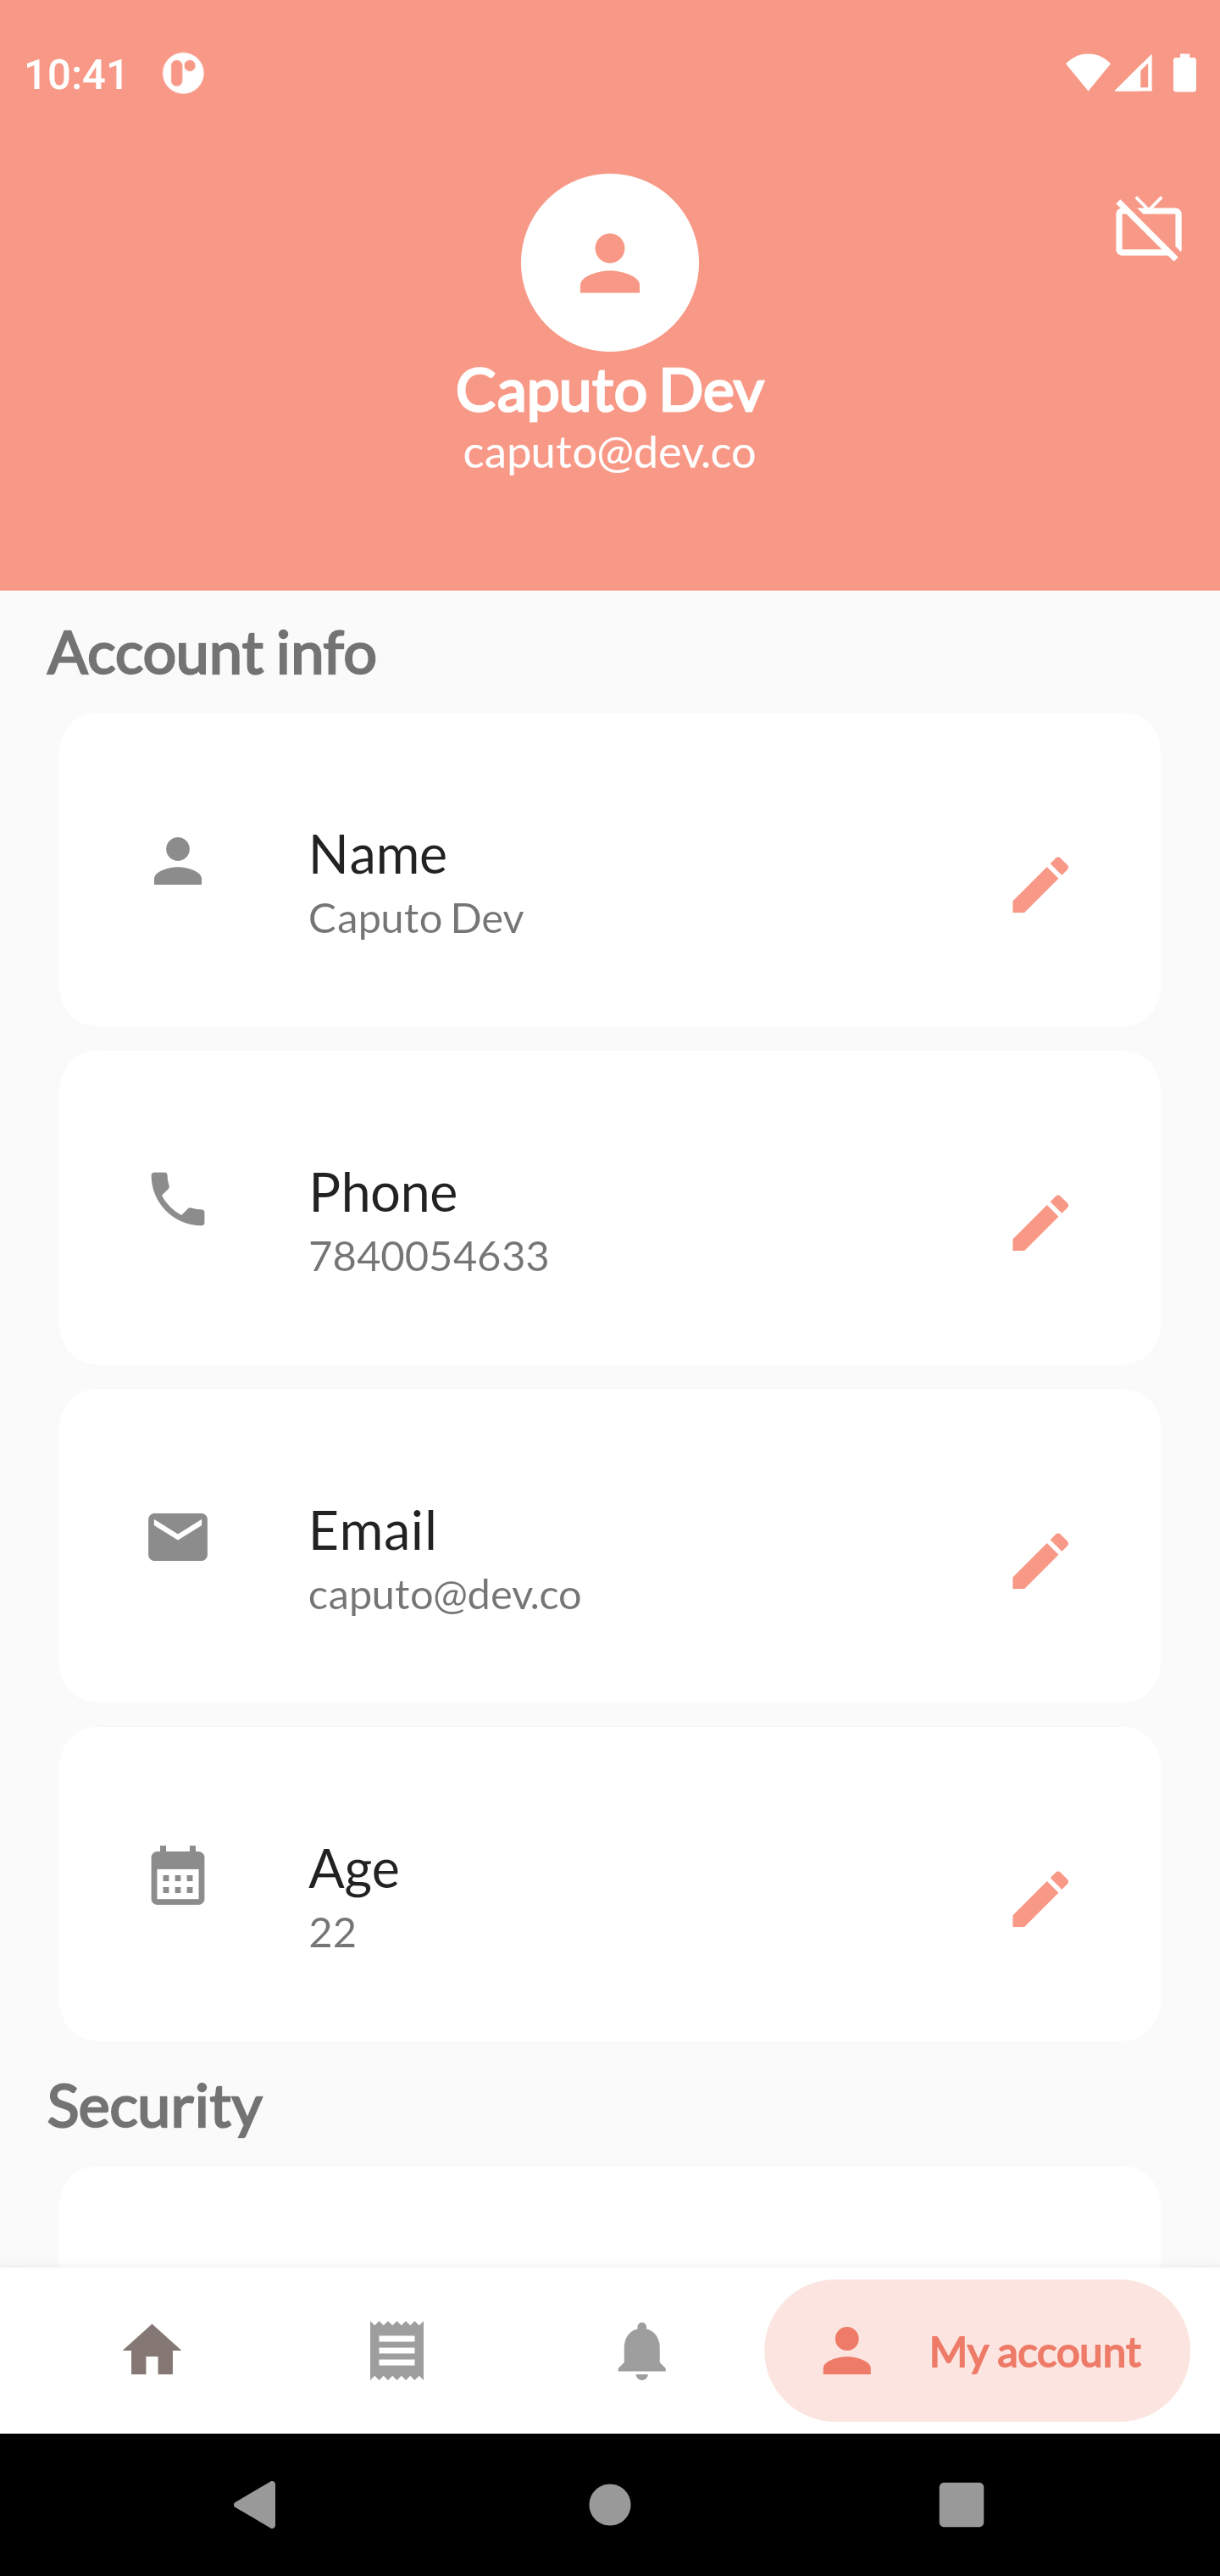 10:41
Caputo Dev
caputo@dev.co
Account info
Name
Caputo Dev
Phone
7840054633
Email
caputo@dev.co
Age
22
Security
My account